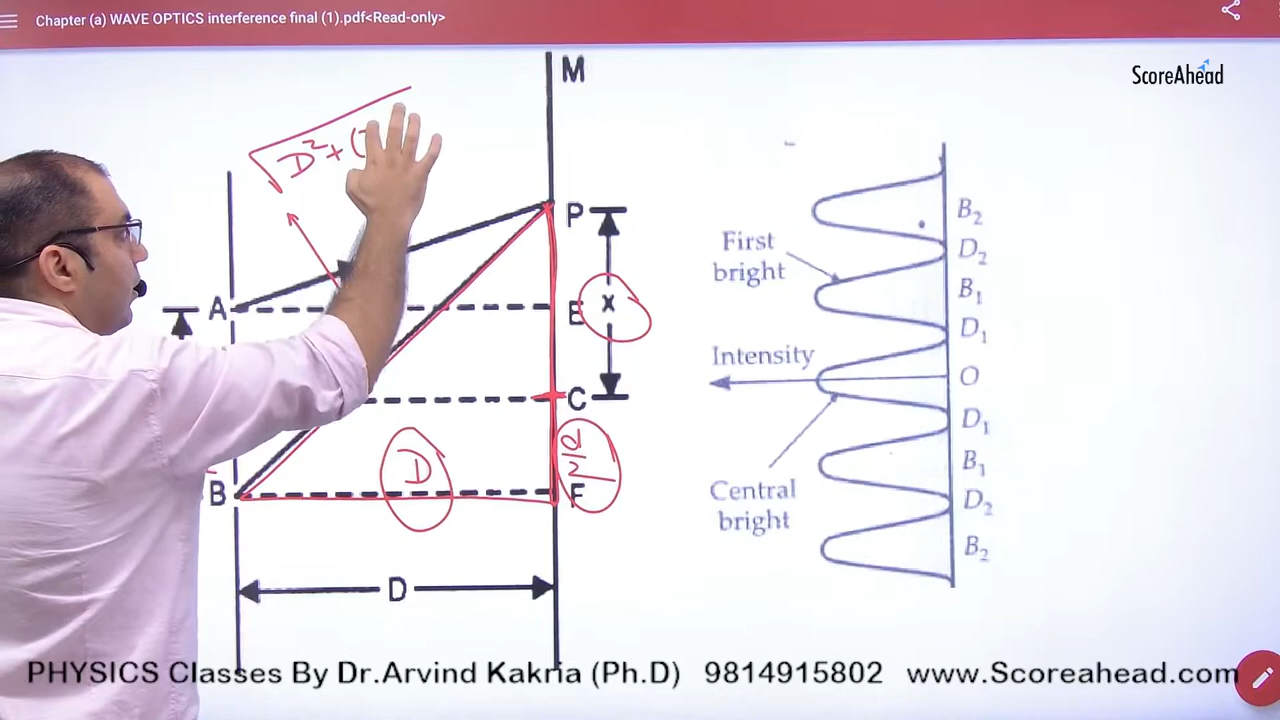 Chapter (a) WAVE OPTICS interference final (1).pdf<Read-only>
ScoreAhead
M
D² + (
P
A
E
x
C
D
d/2
B
F
D
First
bright
Intensity
Central
bright
B₂
D₂
B₁
D₁
O
D₁
B₁
D₂
B₂
PHYSICS Classes By Dr.Arvind Kakria (Ph.D) 9814915802 www.Scoreahead.com